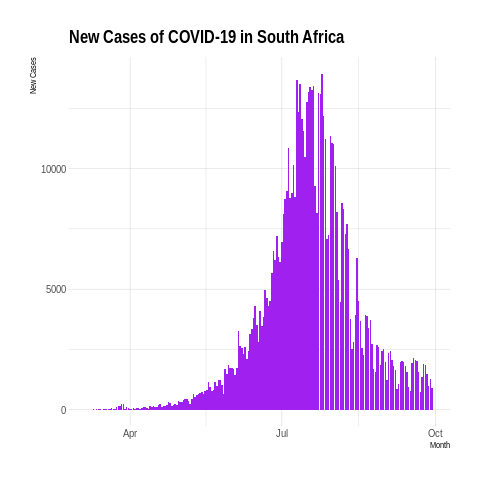 New Cases of COVID-19 in South Africa
New Cases
10000
5000
0
Apr
Jul
Oct
Month